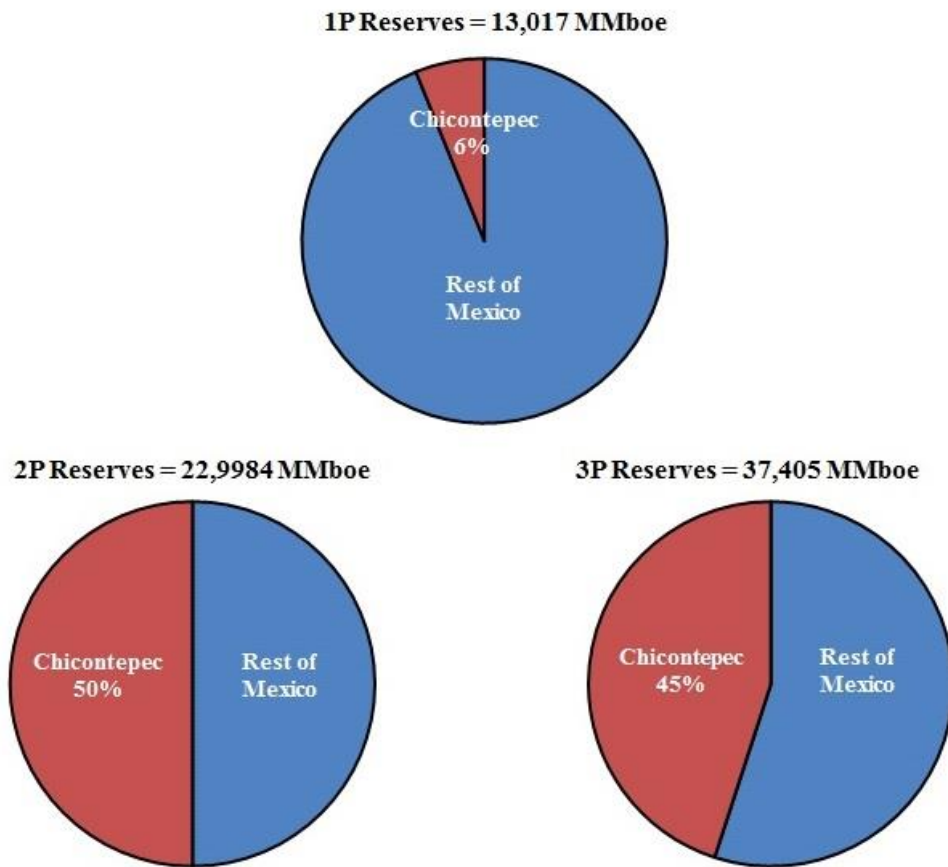 1P Reserves = 13,017 MMboe
Chicontepec
6%
Rest of
Mexico
2P Reserves = 22,9984 MMboe
Chicontepec
50%
Rest of
Mexico
3P Reserves = 37,405 MMboe
Chicontepec
45%
Rest of
Mexico